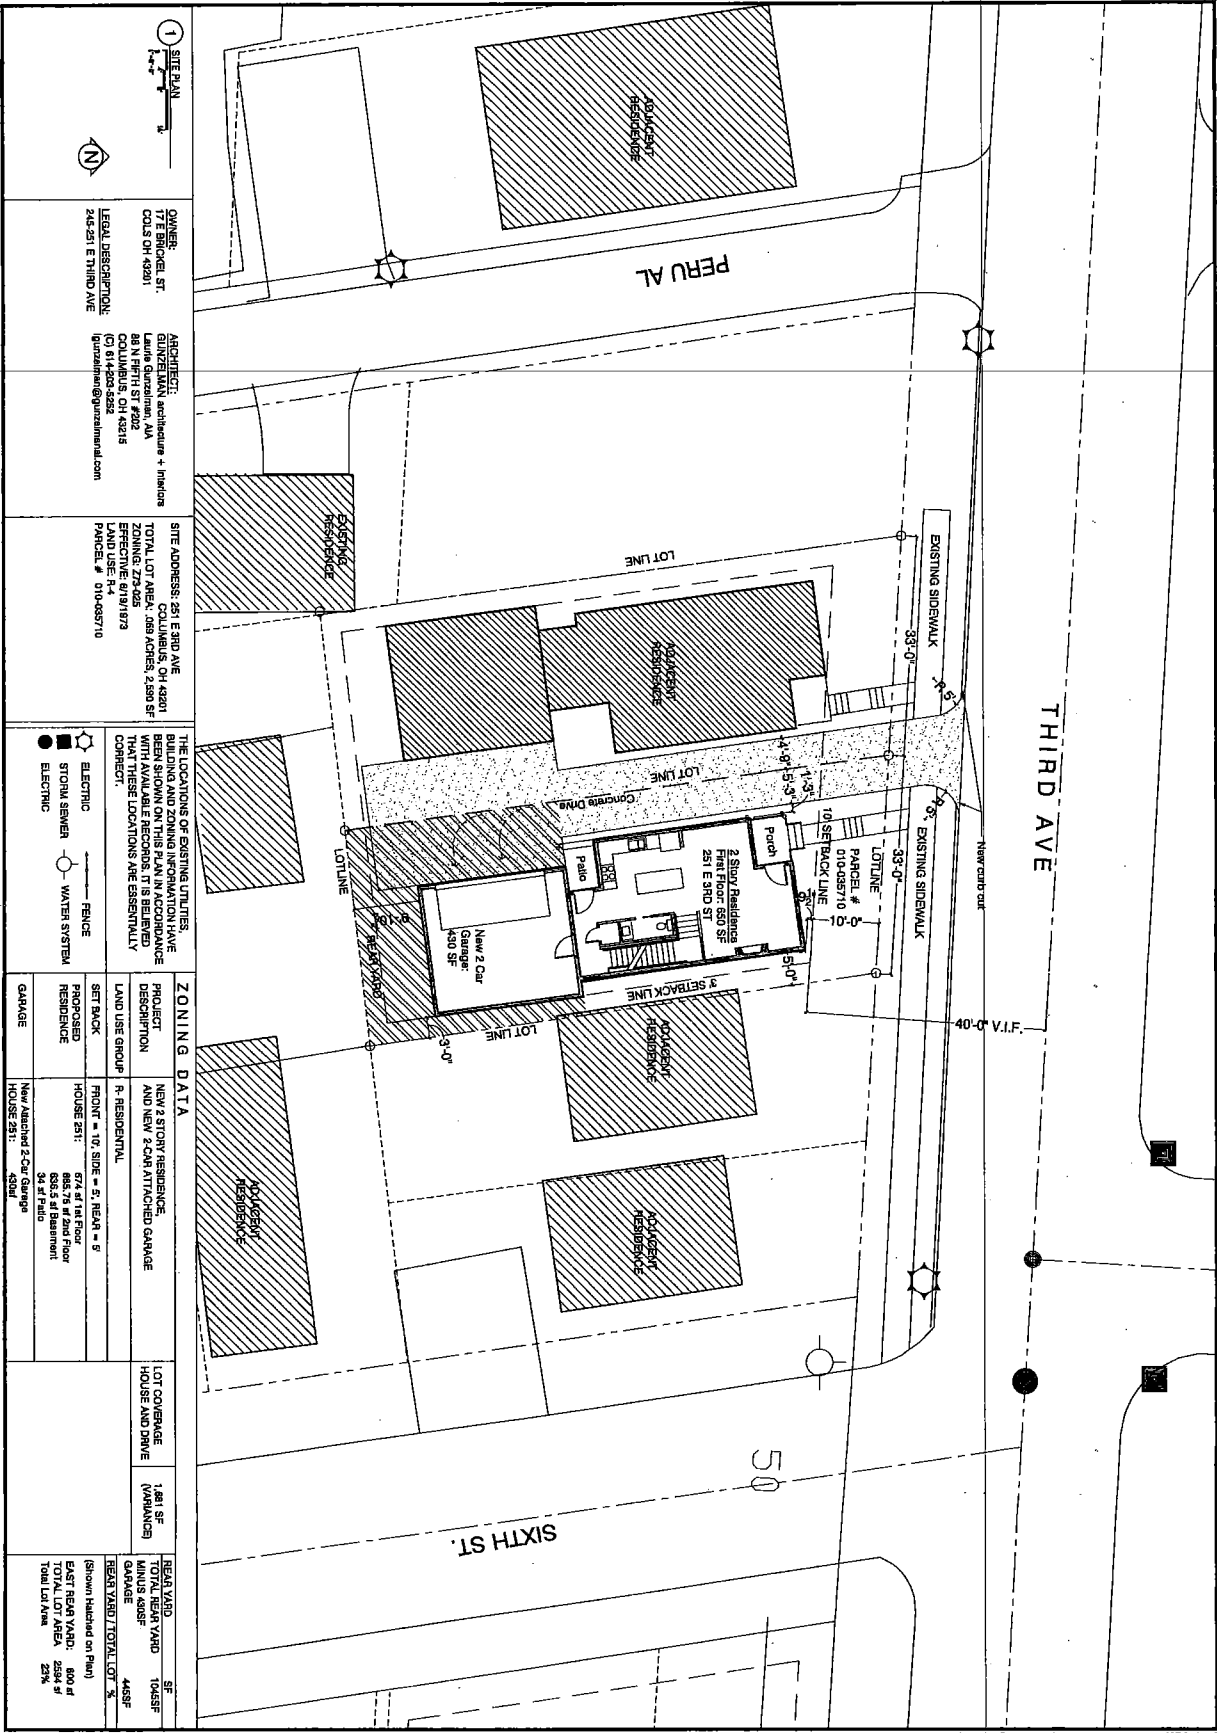 THIRD AVE
PERU AL
SIXTH ST.
50
ADJACENT
RESIDENCE
EXISTING
RESIDENCE
ADJACENT
RESIDENCE
ADJACENT
RESIDENCE
ADJACENT
RESIDENCE
ADJACENT
RESIDENCE
EXISTING SIDEWALK
EXISTING SIDEWALK
33'-0"
33'-0"
New curb out
LOT LINE
LOT LINE
LOT LINE
LOTLINE
LOTLINE
Concrete Drive
4'-9"
5'-3"
1'-3"
10' SETBACK LINE
PARCEL #
010-035710
10'-0"
5'-0"
3'-0"
40'-0" V.I.F.
3' SETBACK LINE
Porch
Patio
2 Story Residence
First Floor: 650 SF
251 E 3RD ST
New 2 Car
Garage:
430 SF
REAR YARD
1
SITE PLAN
N
OWNER:
17 E BRICKEL ST.
COLS OH 43201
LEGAL DESCRIPTION:
245-251 E THIRD AVE
ARCHITECT:
GUNZELMAN architecture + interiors
Laurie Gunzelman, AIA
88 N FIFTH ST #202
COLUMBUS, OH 43215
(C) 614-203-5252
lgunzelman@gunzelmanai.com
SITE ADDRESS: 251 E 3RD AVE
COLUMBUS, OH 43201
TOTAL LOT AREA: .059 ACRES, 2,590 SF
ZONING: Z73-025
EFFECTIVE: 6/19/1973
LAND USE: R-4
PARCEL # 010-035710
THE LOCATIONS OF EXISTING UTILITIES,
BUILDING AND ZONING INFORMATION HAVE
BEEN SHOWN ON THIS PLAN IN ACCORDANCE
WITH AVAILABLE RECORDS. IT IS BELIEVED
THAT THESE LOCATIONS ARE ESSENTIALLY
CORRECT.
ELECTRIC
FENCE
STORM SEWER
WATER SYSTEM
ELECTRIC
ZONING DATA
PROJECT
DESCRIPTION
NEW 2 STORY RESIDENCE,
AND NEW 2-CAR ATTACHED GARAGE
LAND USE GROUP
R- RESIDENTIAL
SET BACK
FRONT = 10', SIDE = 5', REAR = 5'
PROPOSED
RESIDENCE
HOUSE 251: 574 sf 1st Floor
885.75 sf 2nd Floor
636.5 sf Basement
34 sf Patio
GARAGE
New Attached 2-Car Garage
HOUSE 251: 430sf
LOT COVERAGE
HOUSE AND DRIVE
1,681 SF
(VARIANCE)
REAR YARD SF
TOTAL REAR YARD 1045SF
MINUS 430SF
GARAGE 445SF
REAR YARD / TOTAL LOT %
(Shown Hatched on Plan)
EAST REAR YARD: 600 sf
TOTAL LOT AREA 2594 sf
Total Lot Area 23%